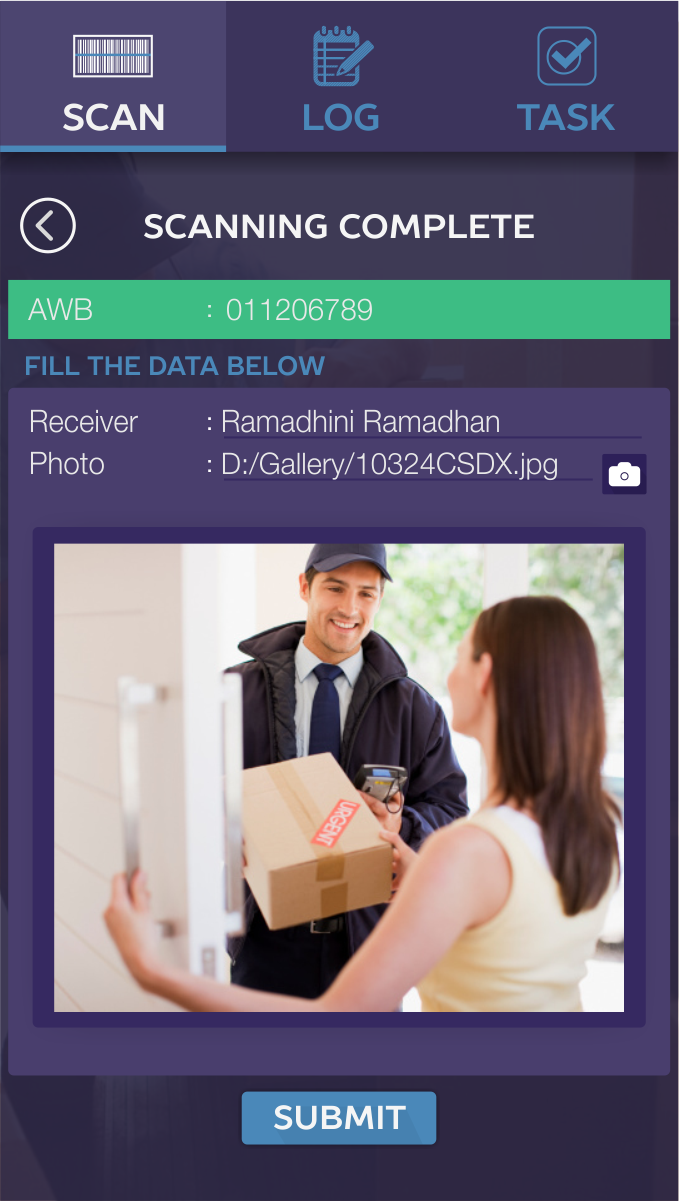 SCAN LOG TASK
SCANNING COMPLETE
AWB : 011206789
FILL THE DATA BELOW
Receiver : Ramadhini Ramadhan
Photo : D:/Gallery/10324CSDX.jpg
URGENT
SUBMIT